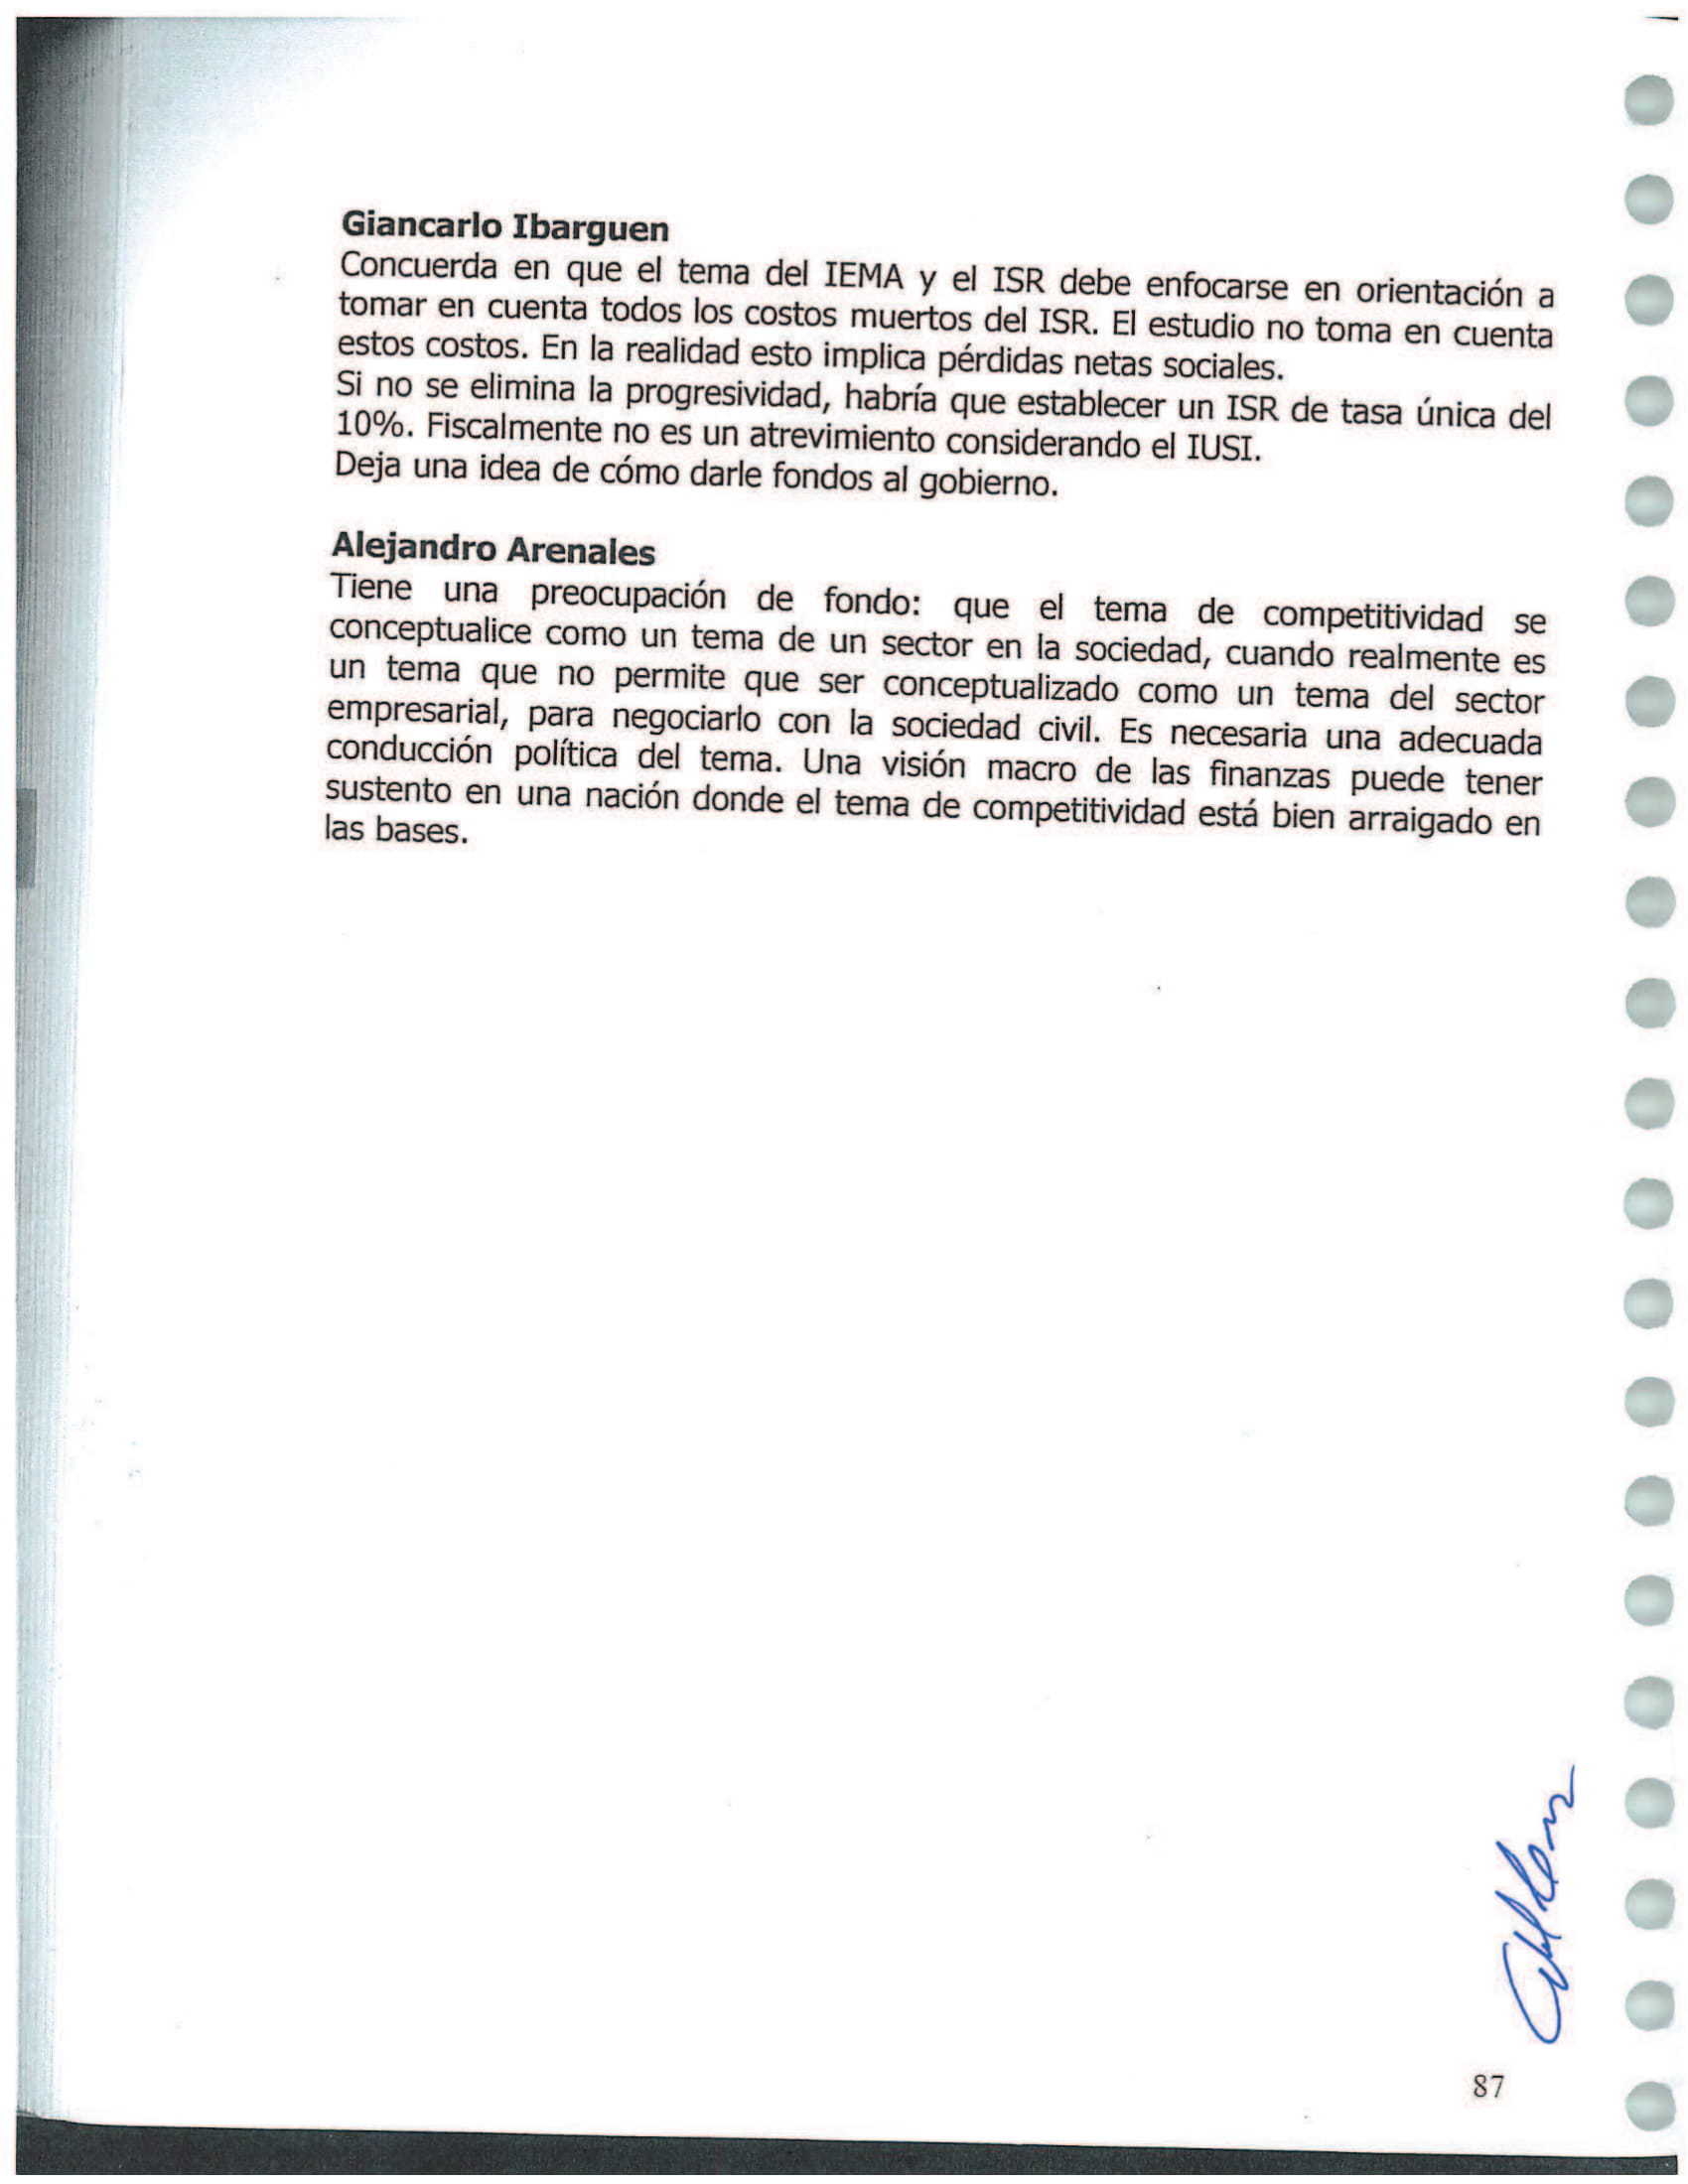 Giancarlo Ibarguen
Concuerda en que el tema del IEMA y el ISR debe enfocarse en orientación a
tomar en cuenta todos los costos muertos del ISR. El estudio no toma en cuenta
estos costos. En la realidad esto implica pérdidas netas sociales.
Si no se elimina la progresividad, habría que establecer un ISR de tasa única del
10%. Fiscalmente no es un atrevimiento considerando el IUSI.
Deja una idea de cómo darle fondos al gobierno.
Alejandro Arenales
Tiene una preocupación de fondo: que el tema de competitividad se
conceptualice como un tema de un sector en la sociedad, cuando realmente es
un tema que no permite que ser conceptualizado como un tema del sector
empresarial, para negociarlo con la sociedad civil. Es necesaria una adecuada
conducción política del tema. Una visión macro de las finanzas puede tener
sustento en una nación donde el tema de competitividad está bien arraigado en
las bases.
87